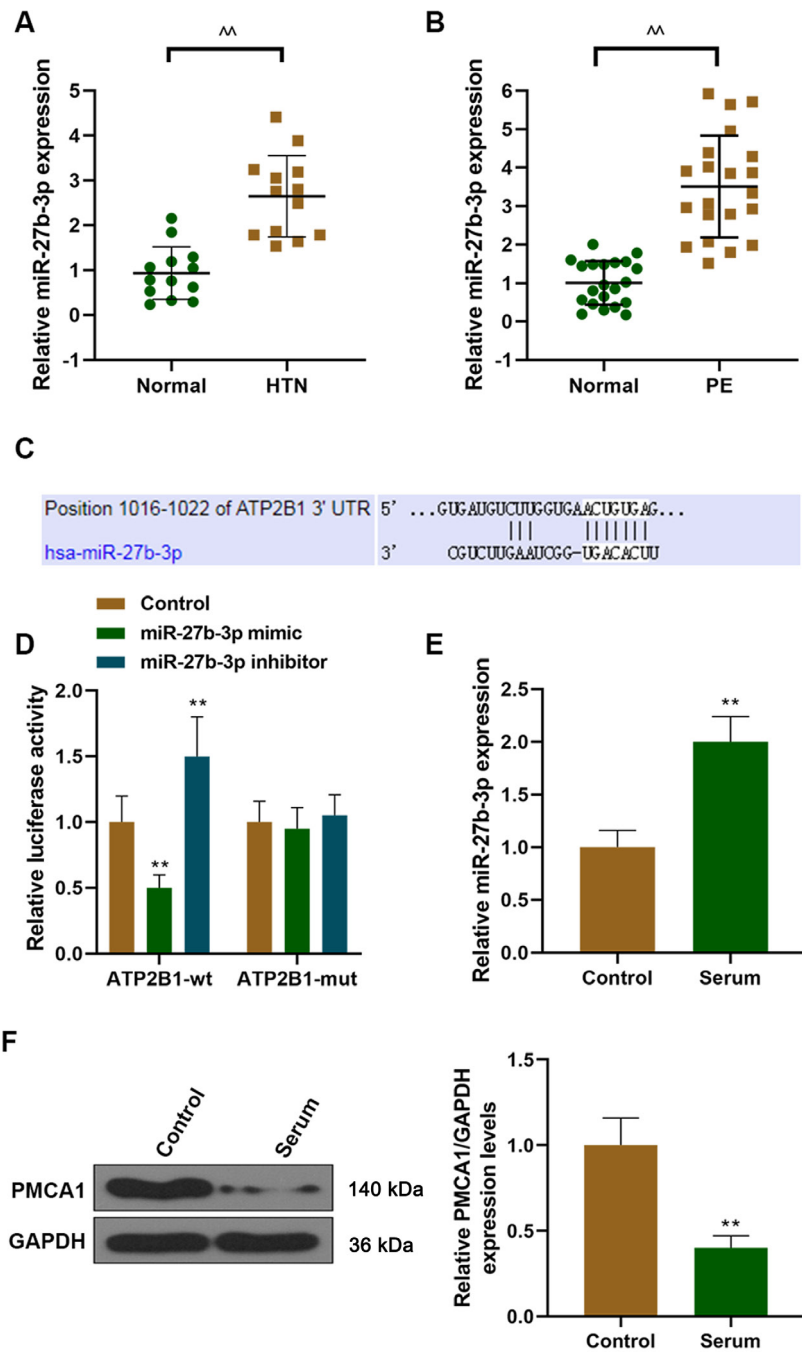 A
^^
Relative miR-27b-3p expression
5
4
3
2
1
0
-1
Normal HTN
B
^^
Relative miR-27b-3p expression
6
5
4
3
2
1
0
-1
Normal PE
C
Position 1016-1022 of ATP2B1 3' UTR 5' ...GUGAUGUCUUGGUGAACUGUGAG...
||| |||||||
hsa-miR-27b-3p 3' CGUCUUGAAUCGG-UGACACUU
Control
miR-27b-3p mimic
miR-27b-3p inhibitor
D
Relative luciferase activity
2.0
1.5
1.0
0.5
0.0
**
**
ATP2B1-wt ATP2B1-mut
E
Relative miR-27b-3p expression
2.5
2.0
1.5
1.0
0.5
0.0
**
Control Serum
F
Control Serum
PMCA1 140 kDa
GAPDH 36 kDa
Relative PMCA1/GAPDH
expression levels
1.5
1.0
0.5
0.0
**
Control Serum